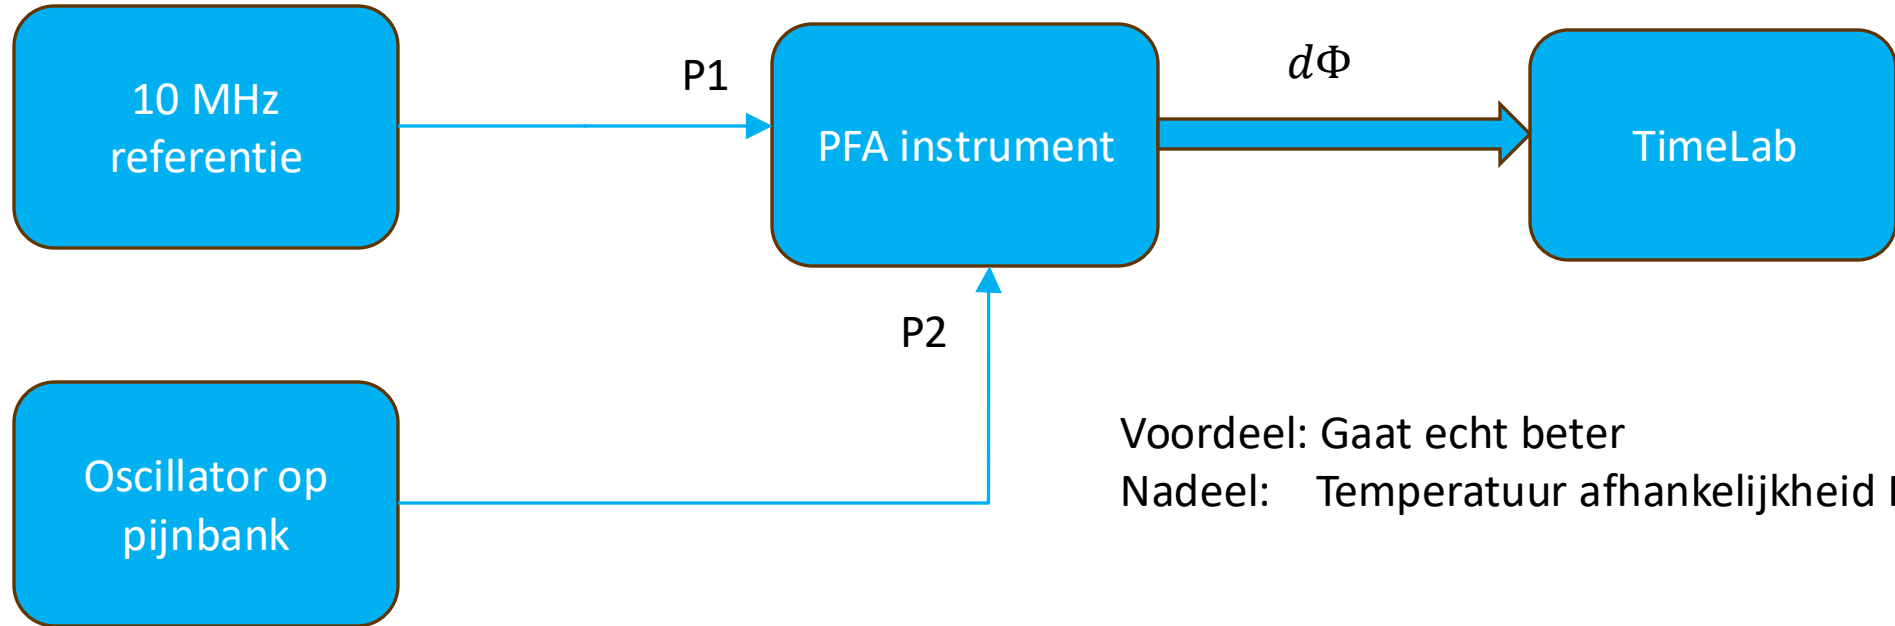 10 MHz
referentie
P1
PFA instrument
dΦ
TimeLab
P2
Oscillator op
pijnbank
Voordeel: Gaat echt beter
Nadeel: Temperatuur afhankelijkheid